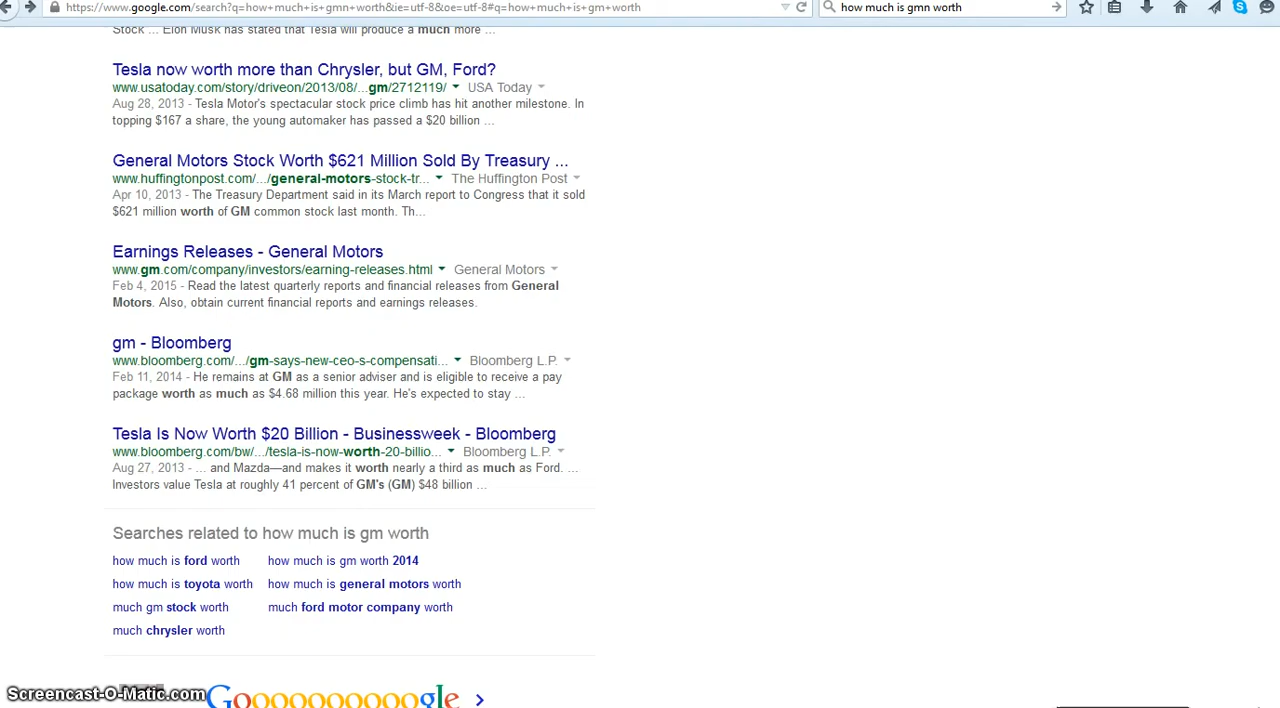 https://www.google.com/search?q=how+much+is+gmn+worth&ie=utf-8&oe=utf-8#q=how+much+is+gm+worth
how much is gmn worth
Stock ... Elon Musk has stated that Tesla will produce a much more ...
Tesla now worth more than Chrysler, but GM, Ford?
www.usatoday.com/story/driveon/2013/08/...gm/2712119/ USA Today
Aug 28, 2013 - Tesla Motor's spectacular stock price climb has hit another milestone. In
topping $167 a share, the young automaker has passed a $20 billion ...
General Motors Stock Worth $621 Million Sold By Treasury ...
www.huffingtonpost.com/.../general-motors-stock-tr... The Huffington Post
Apr 10, 2013 - The Treasury Department said in its March report to Congress that it sold
$621 million worth of GM common stock last month. Th...
Earnings Releases - General Motors
www.gm.com/company/investors/earning-releases.html General Motors
Feb 4, 2015 - Read the latest quarterly reports and financial releases from General
Motors. Also, obtain current financial reports and earnings releases.
gm - Bloomberg
www.bloomberg.com/.../gm-says-new-ceo-s-compensati... Bloomberg L.P.
Feb 11, 2014 - He remains at GM as a senior adviser and is eligible to receive a pay
package worth as much as $4.68 million this year. He's expected to stay ...
Tesla Is Now Worth $20 Billion - Businessweek - Bloomberg
www.bloomberg.com/bw/.../tesla-is-now-worth-20-billio... Bloomberg L.P.
Aug 27, 2013 - ... and Mazda—and makes it worth nearly a third as much as Ford. ...
Investors value Tesla at roughly 41 percent of GM's (GM) $48 billion ...
Searches related to how much is gm worth
how much is ford worth how much is gm worth 2014
how much is toyota worth how much is general motors worth
much gm stock worth much ford motor company worth
much chrysler worth
Screencast-O-Matic.com
Goooooooooogle